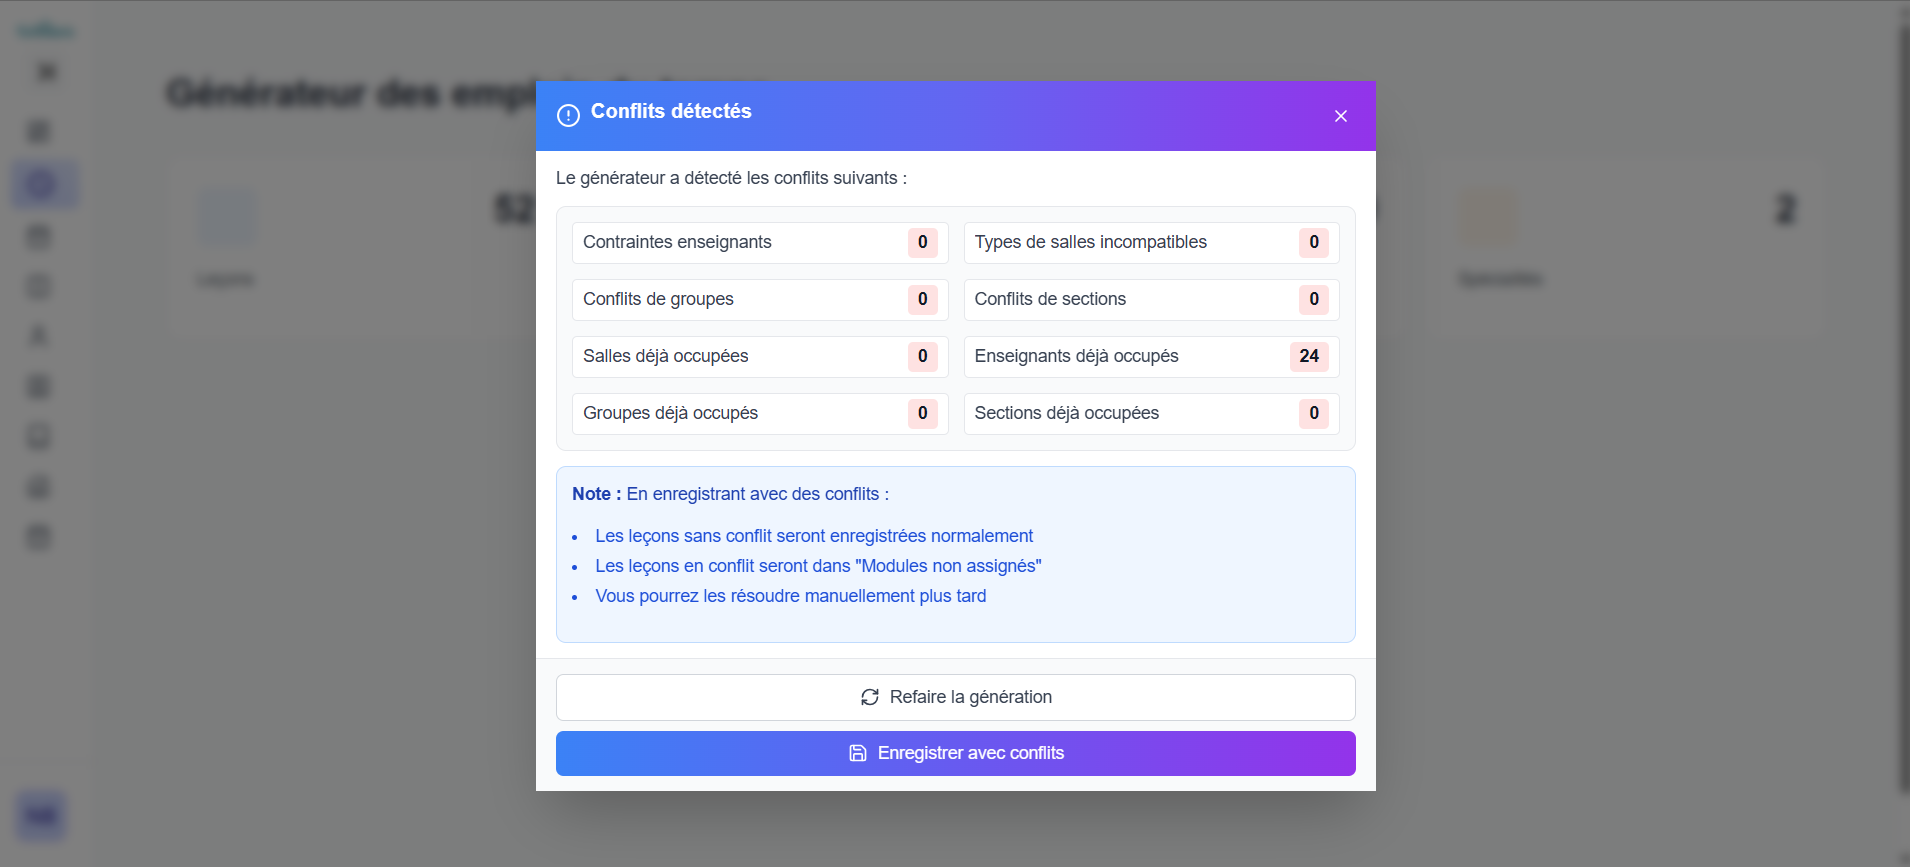 Générateur des empl
Conflits détectés
Le générateur a détecté les conflits suivants :
Contraintes enseignants 0
Types de salles incompatibles 0
Conflits de groupes 0
Conflits de sections 0
Salles déjà occupées 0
Enseignants déjà occupés 24
Groupes déjà occupés 0
Sections déjà occupées 0
52
2
Leçons
Specialités
Note : En enregistrant avec des conflits :
• Les leçons sans conflit seront enregistrées normalement
• Les leçons en conflit seront dans "Modules non assignés"
• Vous pourrez les résoudre manuellement plus tard
Refaire la génération
Enregistrer avec conflits